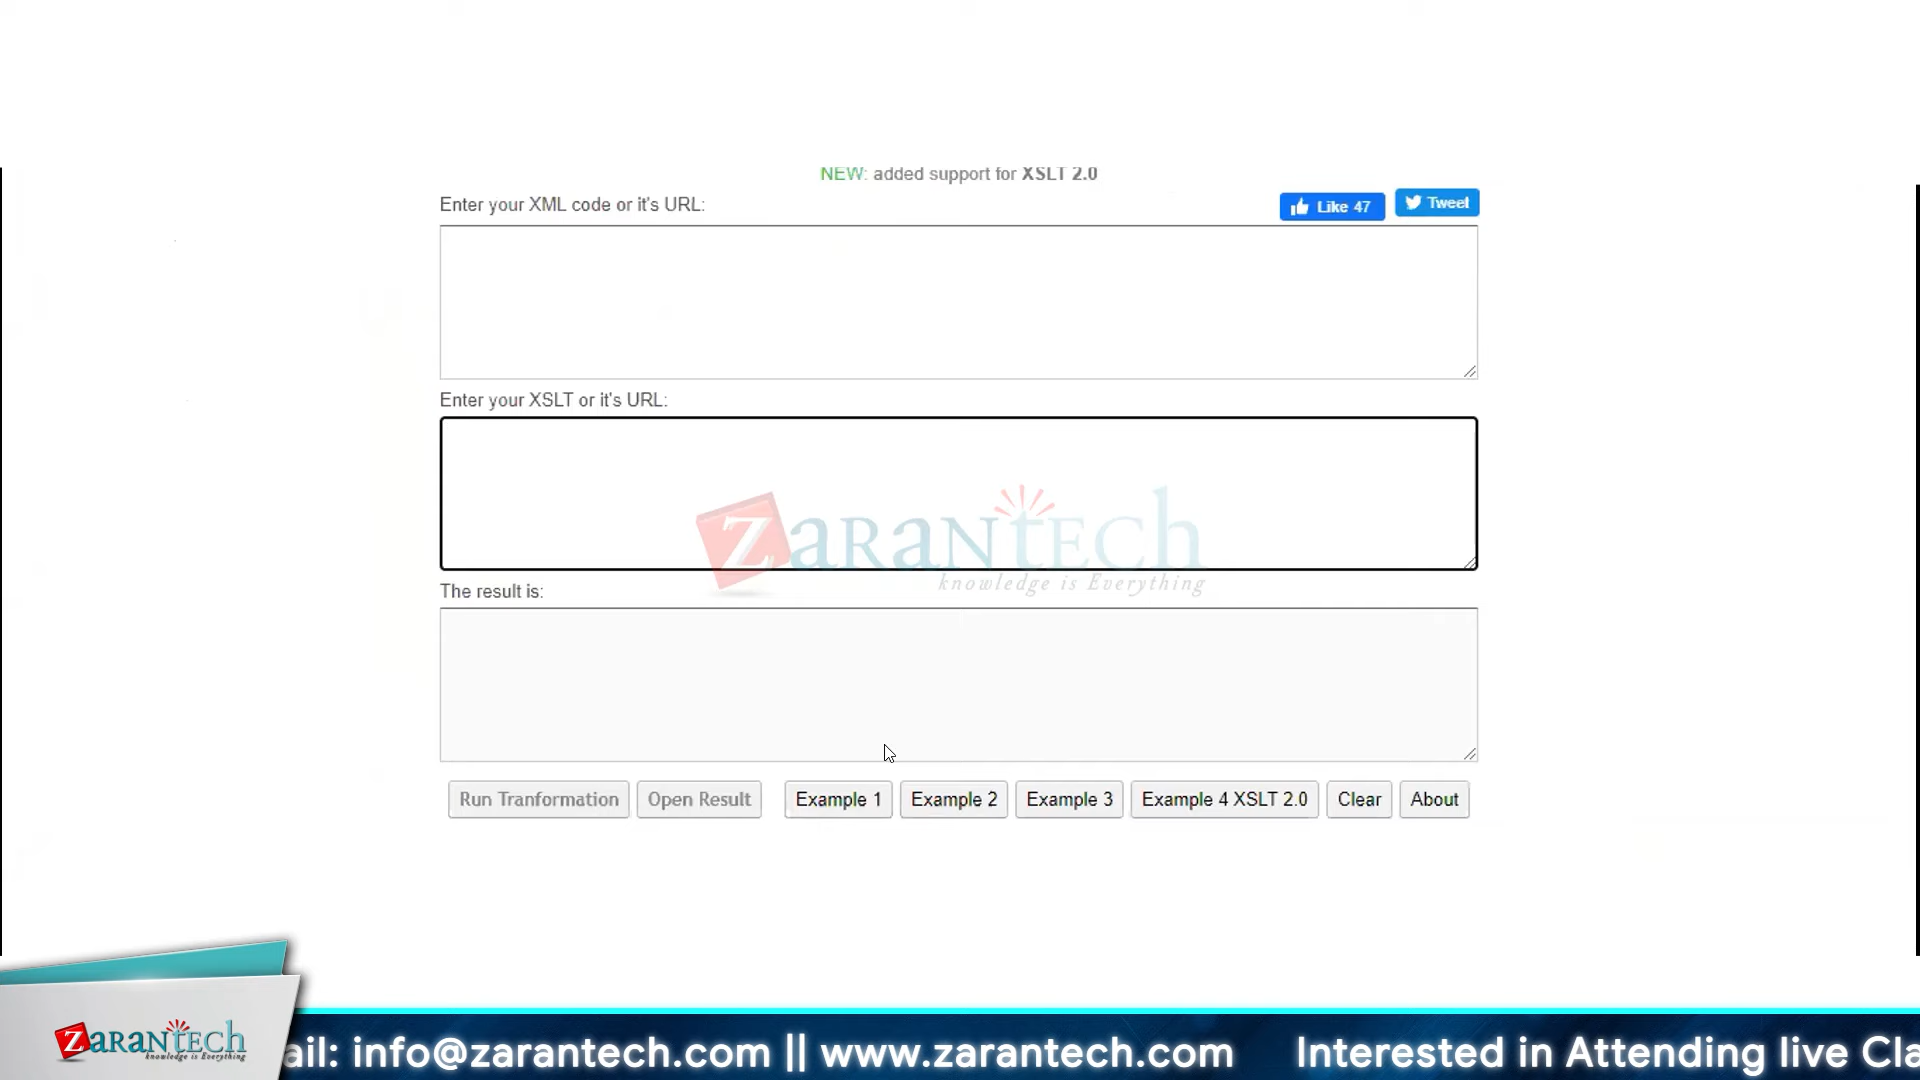 NEW: added support for XSLT 2.0
Enter your XML code or it's URL:
Like 47
Tweet
Enter your XSLT or it's URL:
ZARANTECH
knowledge is Everything
The result is:
Run Tranformation
Open Result
Example 1
Example 2
Example 3
Example 4 XSLT 2.0
Clear
About
ZARANTECH
knowledge is Everything
ail: info@zarantech.com || www.zarantech.com Interested in Attending live Cla